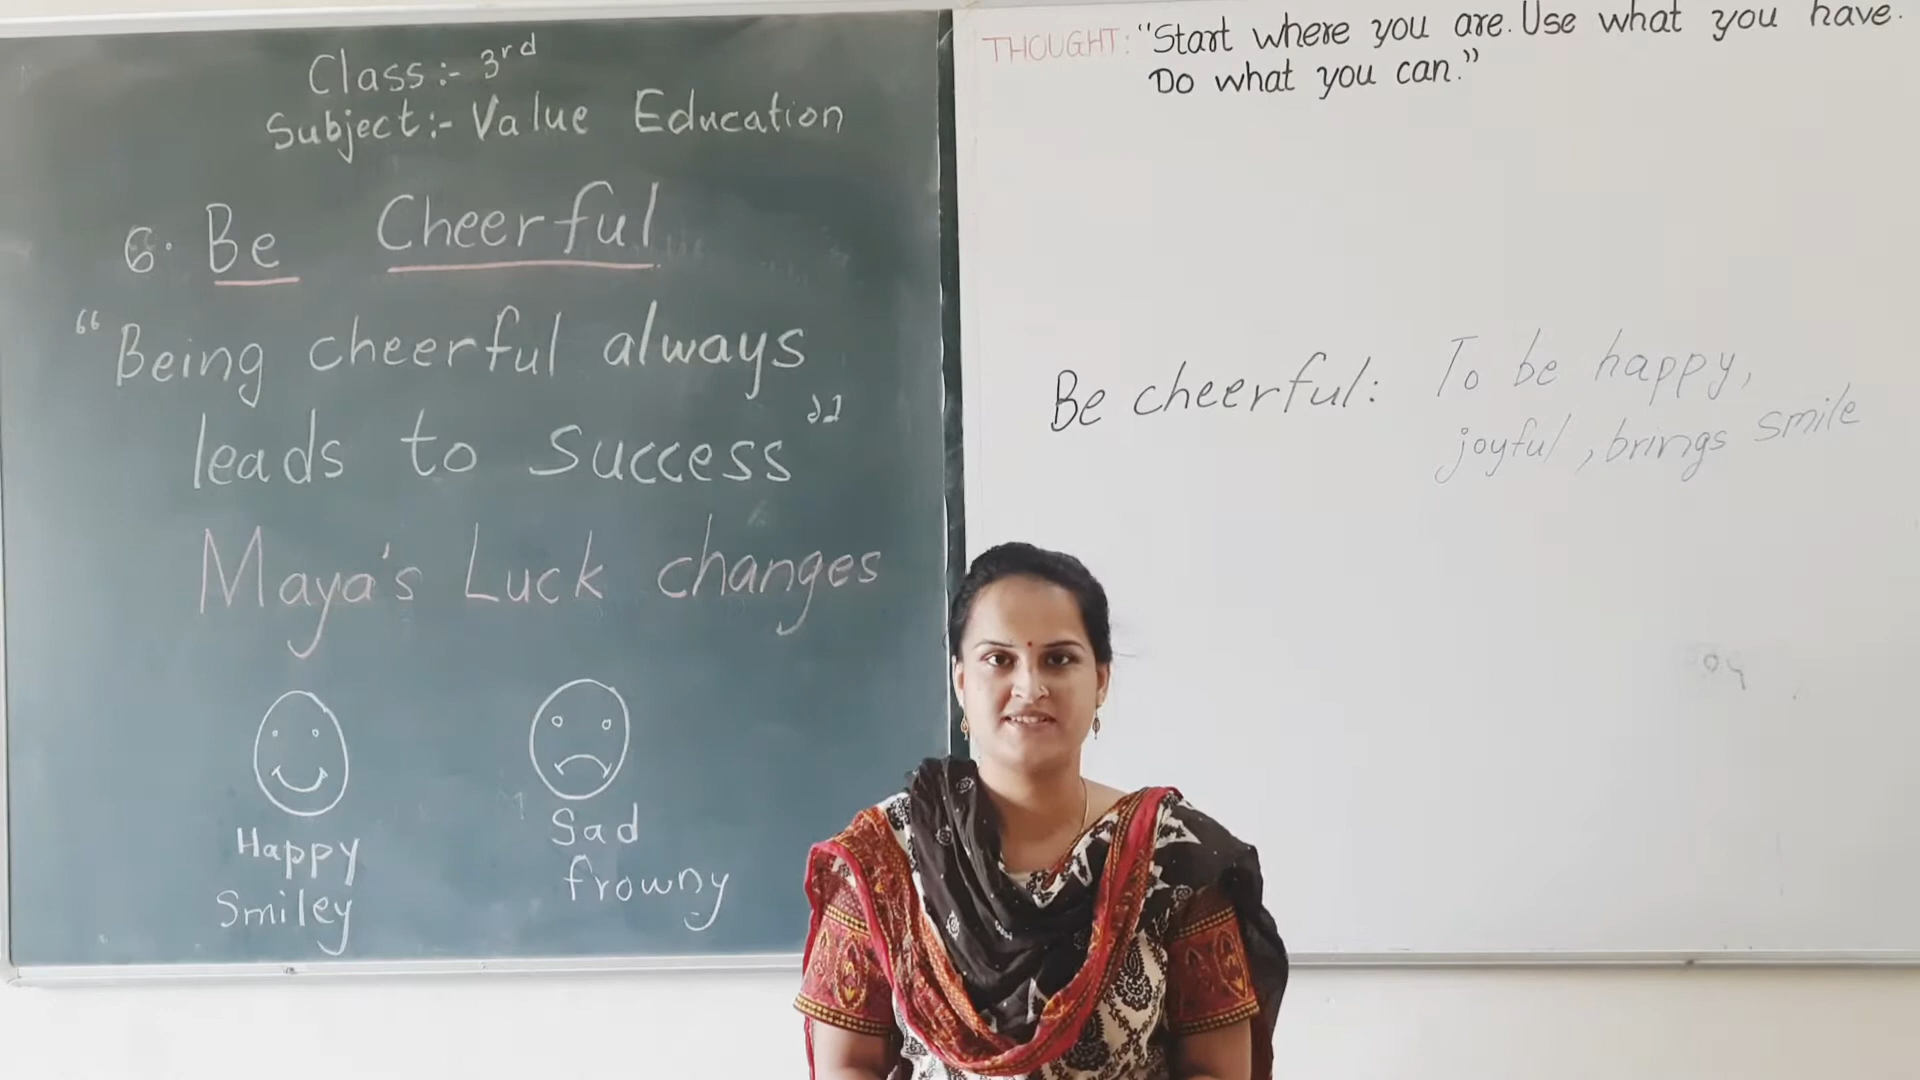 Class:- 3rd
Subject:- Value Education
6. Be Cheerful
"Being cheerful always
leads to success"
Maya's Luck changes
Happy
Smiley
Sad
frowny
THOUGHT: "Start where you are. Use what you have.
Do what you can."
Be cheerful: To be happy,
joyful, brings smile